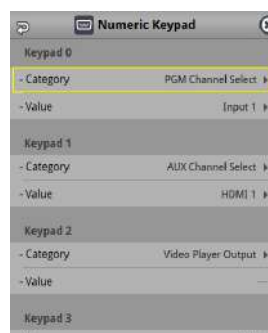 Numeric Keypad
Keypad 0
- Category PGM Channel Select
- Value Input 1
Keypad 1
- Category AUX Channel Select
- Value HDMI 1
Keypad 2
- Category Video Player Output
- Value ---
Keypad 3